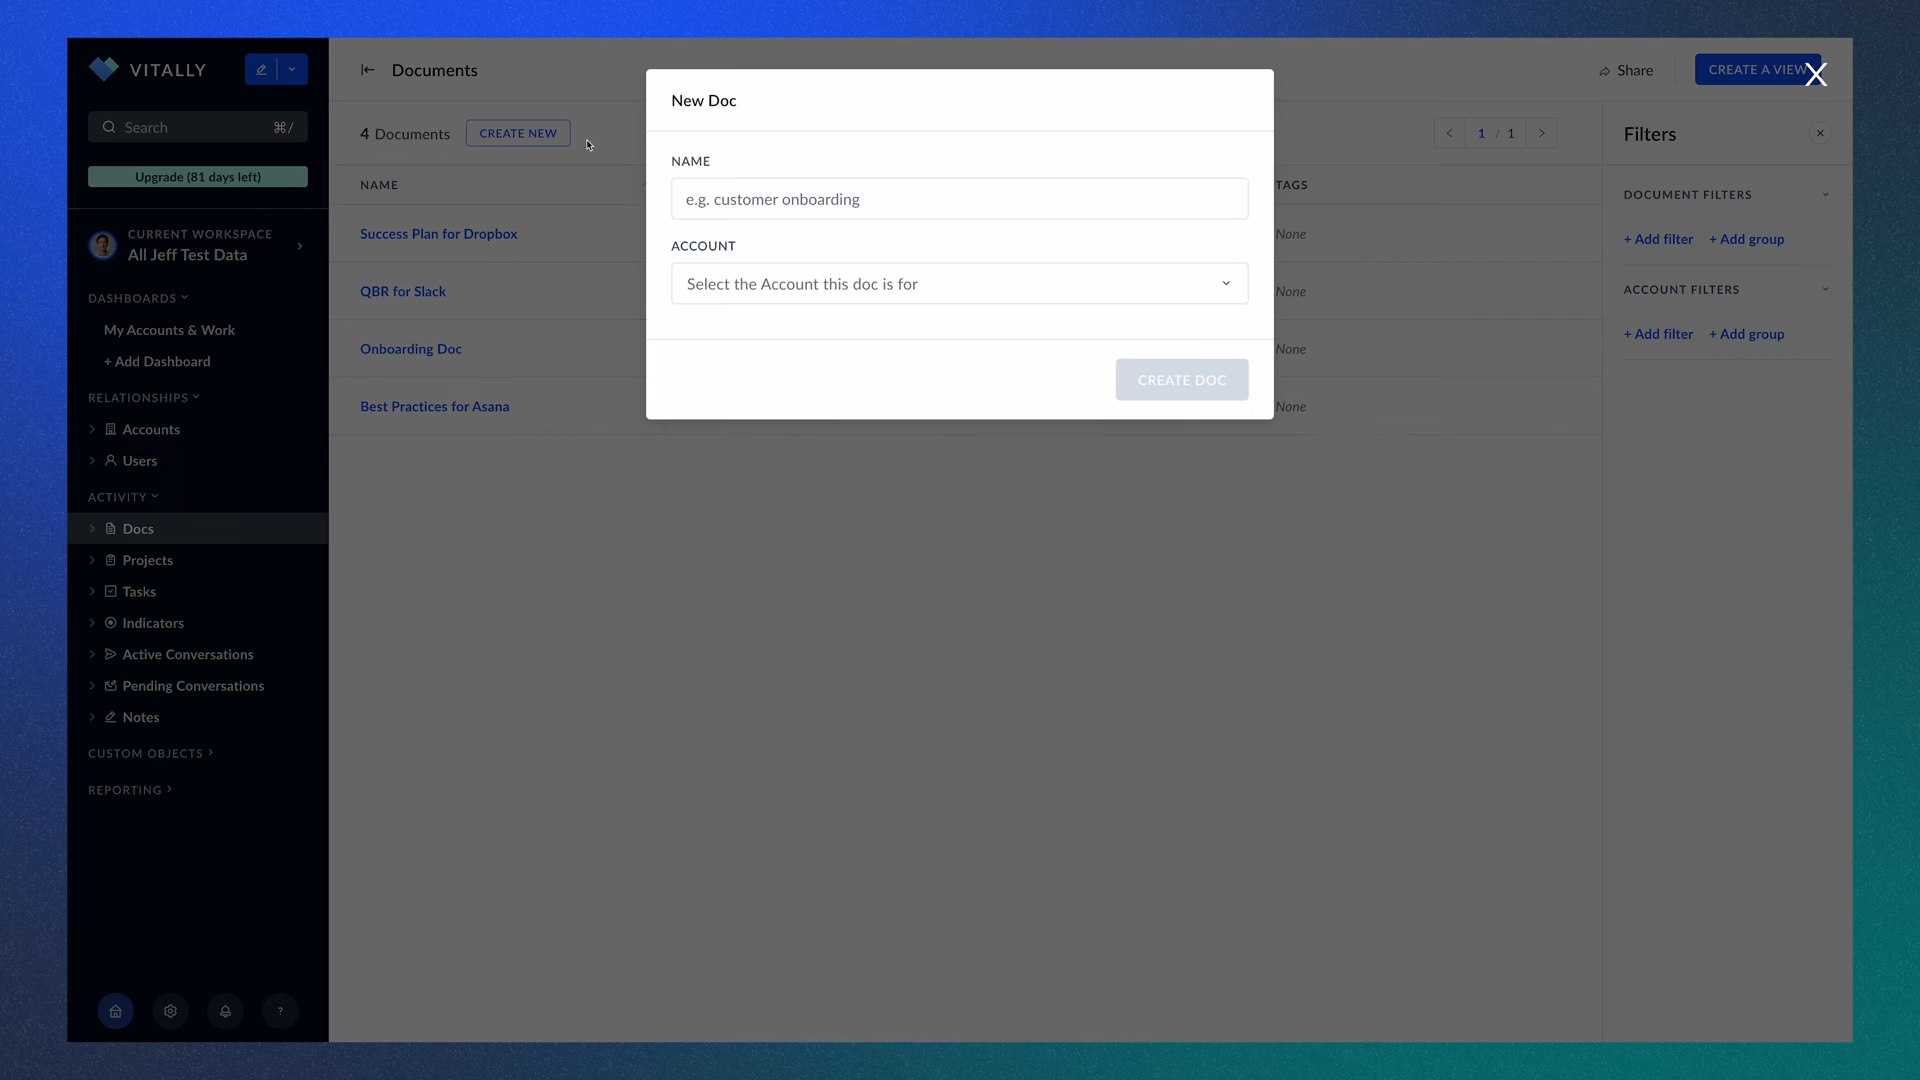 VITALLY
Search ⌘/
Upgrade (81 days left)
CURRENT WORKSPACE
All Jeff Test Data
DASHBOARDS
My Accounts & Work
+ Add Dashboard
RELATIONSHIPS
Accounts
Users
ACTIVITY
Docs
Projects
Tasks
Indicators
Active Conversations
Pending Conversations
Notes
CUSTOM OBJECTS
REPORTING
?
Documents
Share
CREATE A VIEW
X
4 Documents
CREATE NEW
1 / 1
NAME
TAGS
Success Plan for Dropbox
None
QBR for Slack
None
Onboarding Doc
None
Best Practices for Asana
None
New Doc
NAME
e.g. customer onboarding
ACCOUNT
Select the Account this doc is for
CREATE DOC
Filters
DOCUMENT FILTERS
+ Add filter + Add group
ACCOUNT FILTERS
+ Add filter + Add group